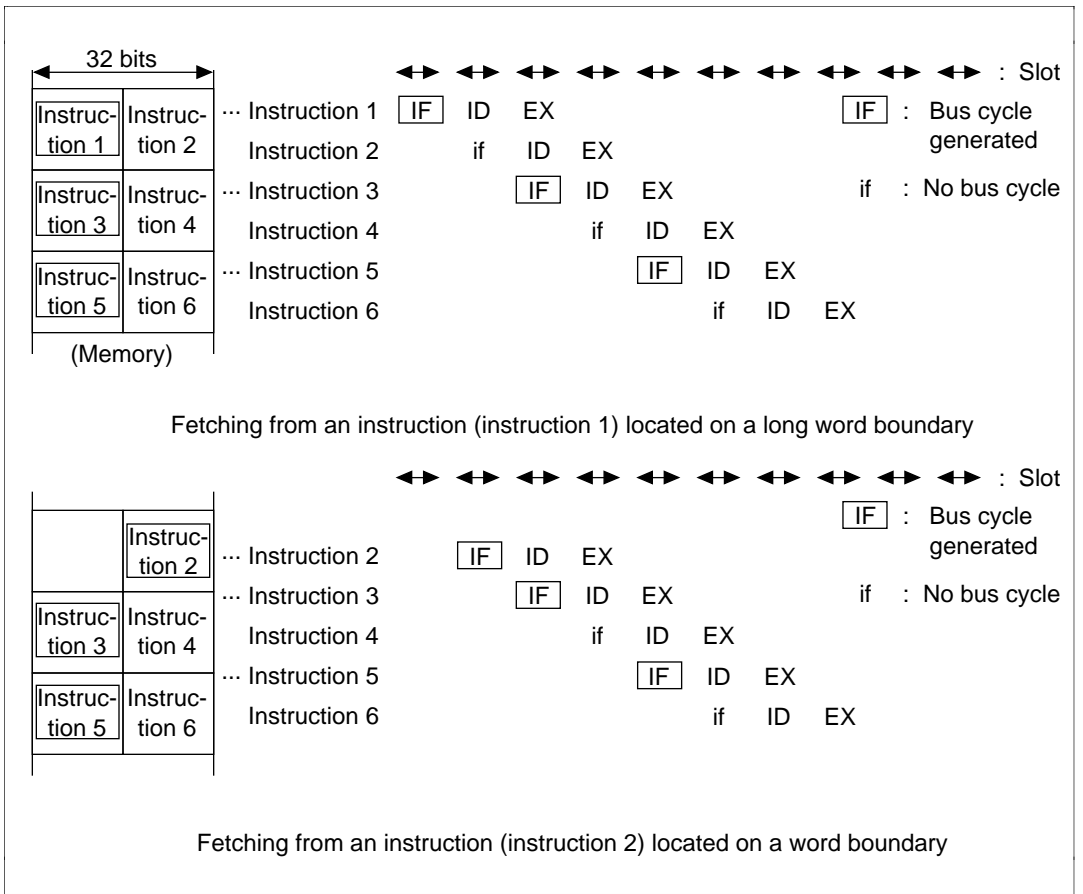 32 bits
: Slot
Instruc- Instruc- ··· Instruction 1 IF ID EX IF : Bus cycle
tion 1 tion 2 generated
Instruction 2 if ID EX
Instruc- Instruc- ··· Instruction 3 IF ID EX if : No bus cycle
tion 3 tion 4 Instruction 4 if ID EX
Instruc- Instruc- ··· Instruction 5 IF ID EX
tion 5 tion 6 Instruction 6 if ID EX
(Memory)
Fetching from an instruction (instruction 1) located on a long word boundary
: Slot
IF : Bus cycle
generated
Instruc-
tion 2 ··· Instruction 2 IF ID EX
··· Instruction 3 IF ID EX if : No bus cycle
Instruc- Instruc-
tion 3 tion 4 Instruction 4 if ID EX
··· Instruction 5 IF ID EX
Instruc- Instruc-
tion 5 tion 6 Instruction 6 if ID EX
Fetching from an instruction (instruction 2) located on a word boundary